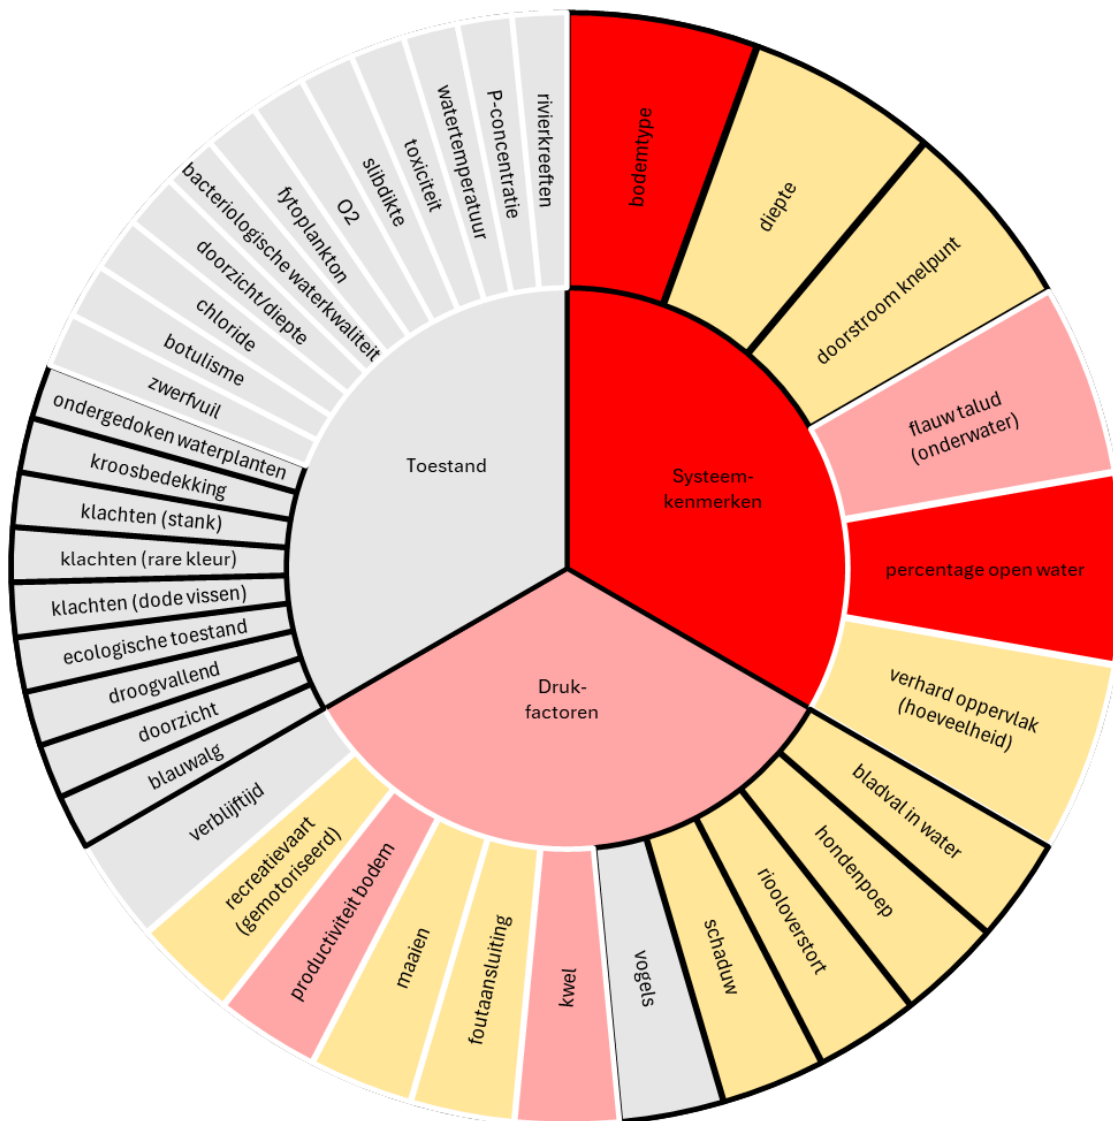 bodemtype
diepte
doorstroom knelpunt
flauw talud
(onderwater)
percentage open water
verhard oppervlak
(hoeveelheid)
bladval in water
hondenpoep
riooloverstort
schaduw
vogels
kwel
foutaansluiting
maaien
productiviteit bodem
recreatievaart
(gemotoriseerd)
verblijftijd
blauwalg
doorzicht
droogvallend
ecologische toestand
klachten (dode vissen)
klachten (rare kleur)
klachten (stank)
kroosbedekking
ondergedoken waterplanten
zwerfvuil
botulisme
chloride
doorzicht/diepte
bacteriologische waterkwaliteit
fytoplankton
O2
slibdikte
toxiciteit
watertemperatuur
P-concentratie
rivierkreeften
Toestand
Systeem-
kenmerken
Druk-
factoren